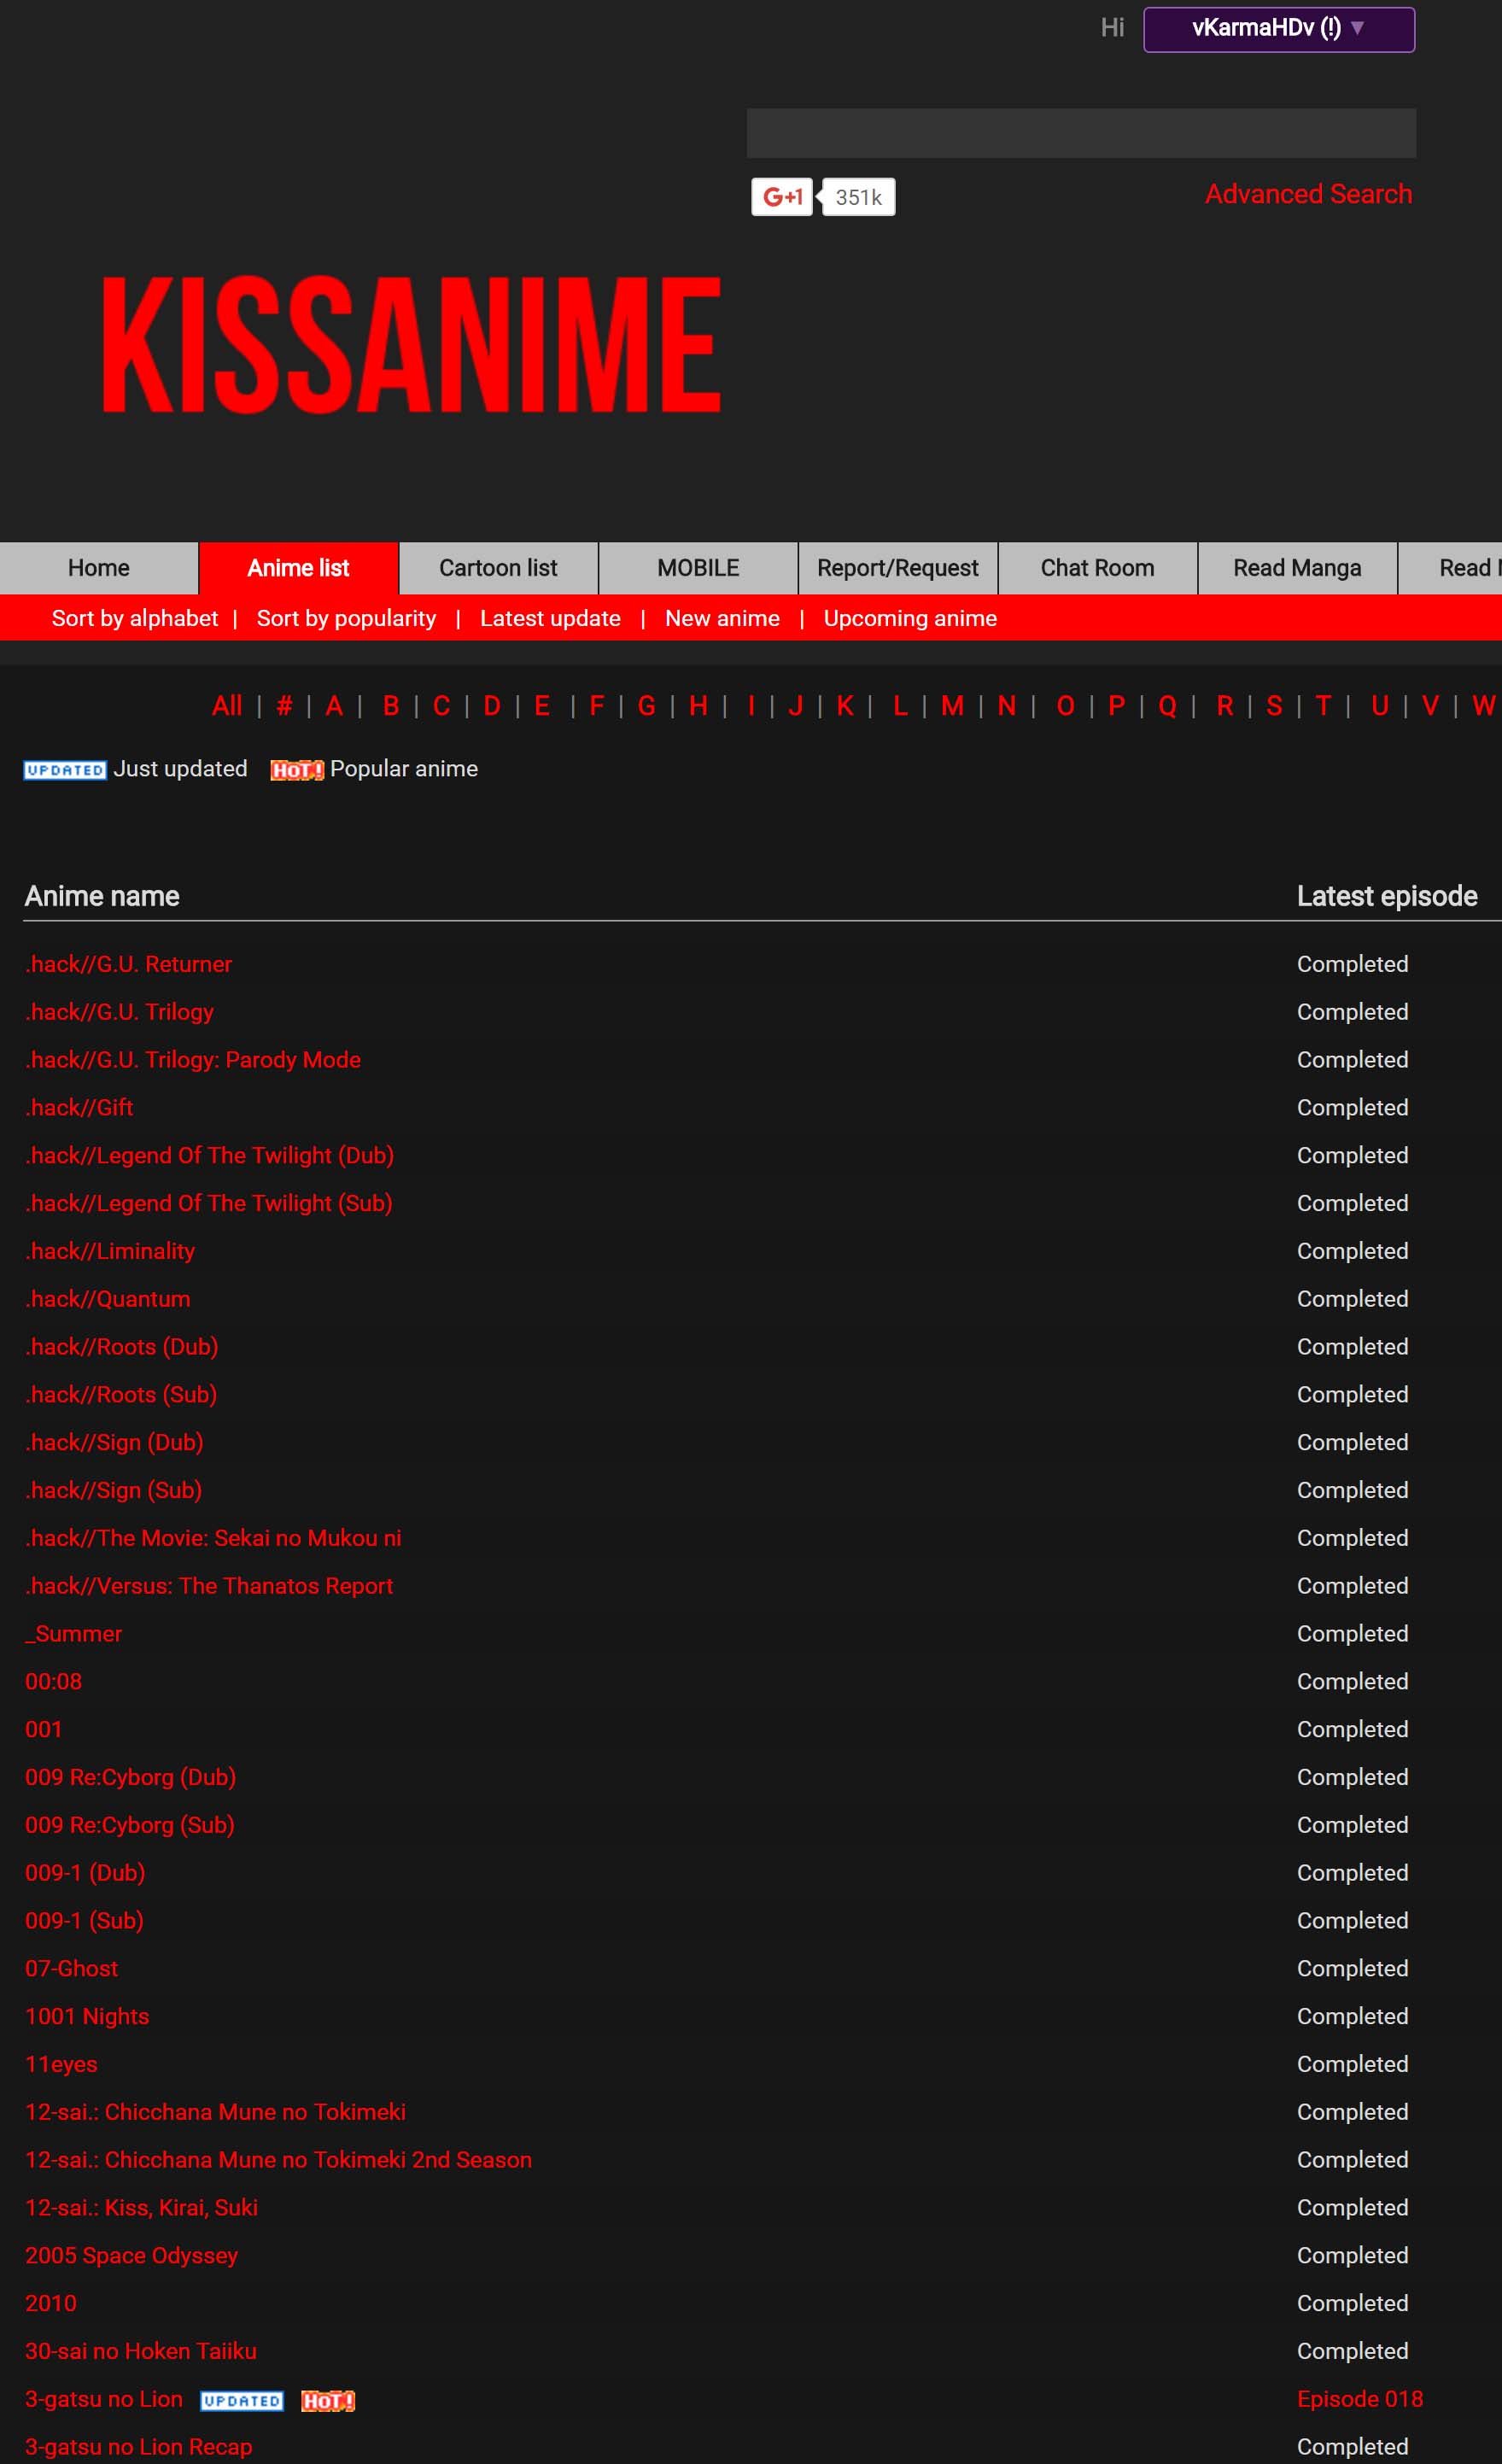 Hi vKarmaHDv (!) ▼
G+1 351k Advanced Search
KISSANIME
Home Anime list Cartoon list MOBILE Report/Request Chat Room Read Manga Read
Sort by alphabet | Sort by popularity | Latest update | New anime | Upcoming anime
All | # | A | B | C | D | E | F | G | H | I | J | K | L | M | N | O | P | Q | R | S | T | U | V | W
UPDATED Just updated HOT! Popular anime
Anime name Latest episode
.hack//G.U. Returner Completed
.hack//G.U. Trilogy Completed
.hack//G.U. Trilogy: Parody Mode Completed
.hack//Gift Completed
.hack//Legend Of The Twilight (Dub) Completed
.hack//Legend Of The Twilight (Sub) Completed
.hack//Liminality Completed
.hack//Quantum Completed
.hack//Roots (Dub) Completed
.hack//Roots (Sub) Completed
.hack//Sign (Dub) Completed
.hack//Sign (Sub) Completed
.hack//The Movie: Sekai no Mukou ni Completed
.hack//Versus: The Thanatos Report Completed
_Summer Completed
00:08 Completed
001 Completed
009 Re:Cyborg (Dub) Completed
009 Re:Cyborg (Sub) Completed
009-1 (Dub) Completed
009-1 (Sub) Completed
07-Ghost Completed
1001 Nights Completed
11eyes Completed
12-sai.: Chicchana Mune no Tokimeki Completed
12-sai.: Chicchana Mune no Tokimeki 2nd Season Completed
12-sai.: Kiss, Kirai, Suki Completed
2005 Space Odyssey Completed
2010 Completed
30-sai no Hoken Taiiku Completed
3-gatsu no Lion UPDATED HOT! Episode 018
3-gatsu no Lion Recap Completed